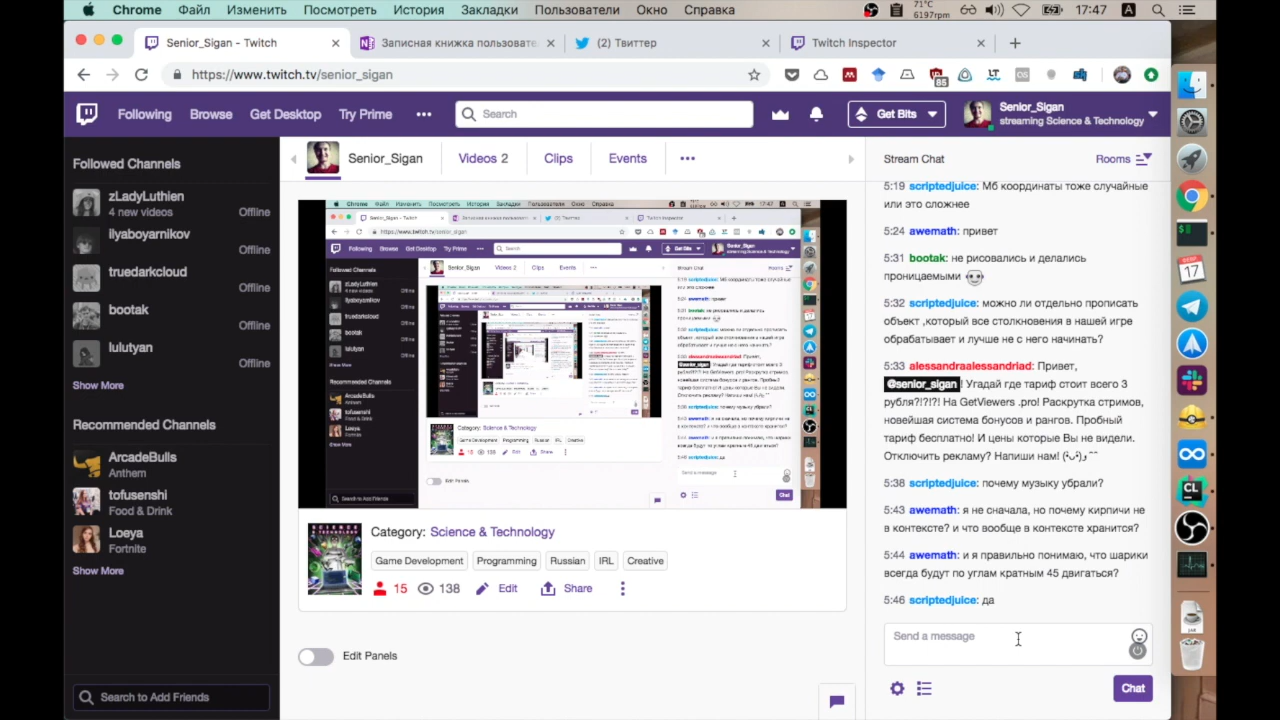 Chrome Файл Изменить Посмотреть История Закладки Пользователи Окно Справка 71°C 6197rpm 17:47 A
Senior_Sigan - Twitch Записная книжка пользовате (2) Твиттер Twitch Inspector
https://www.twitch.tv/senior_sigan 85 LT
Following Browse Get Desktop Try Prime Search Get Bits Senior_Sigan
streaming Science & Technology
Followed Channels
zLadyLuthien
4 new videos Offline
ilyaboyarnikov
Offline
truedarkcloud
Offline
bootak
Offline
lulutyan
Offline
Show More
Recommended Channels
ArcadeBulls
Anthem
tofusenshi
Food & Drink
Loeya
Fortnite
Show More
Search to Add Friends
Senior_Sigan Videos 2 Clips Events
Category: Science & Technology
Game Development Programming Russian IRL Creative
15 138 Edit Share
Edit Panels
Stream Chat Rooms
5:19 scriptedjuice: Мб координаты тоже случайные
или это сложнее
5:24 awemath: привет
5:31 bootak: не рисовались и делались
проницаемыми
5:32 scriptedjuice: можно ли отдельно прописать
объект ,который все столкновения в нашей игре
обрабатывает и лучше не с него начинать?
5:33 alessandraalessandriad: Привет,
@senior_sigan Угадай где тариф стоит всего 3
рубля?!?!?! На GetViewers .pro! Раскрутка стримов,
новейшая система бонусов и рангов. Пробный
тариф бесплатно! И цены которые Вы не видели.
Отключить рекламу? Напиши нам!
5:38 scriptedjuice: почему музыку убрали?
5:43 awemath: я не сначала, но почему кирпичи не
в контексте? и что вообще в контексте хранится?
5:44 awemath: и я правильно понимаю, что шарики
всегда будут по углам кратным 45 двигаться?
5:46 scriptedjuice: да
Send a message
Chat